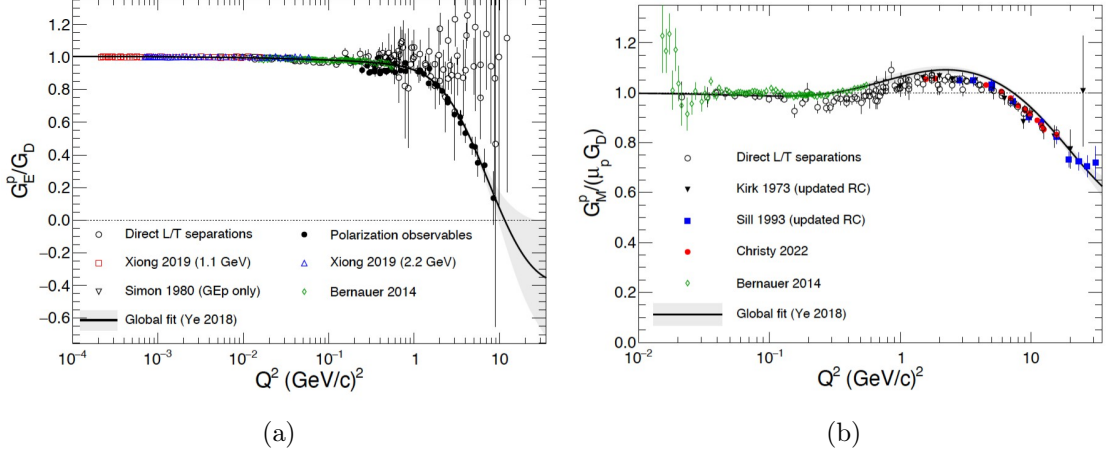 G_E^p/G_D
1.2
1.0
0.8
0.6
0.4
0.2
0.0
−0.2
−0.4
−0.6
Direct L/T separations
Polarization observables
Xiong 2019 (1.1 GeV)
Xiong 2019 (2.2 GeV)
Simon 1980 (GEp only)
Bernauer 2014
Global fit (Ye 2018)
10^−4 10^−3 10^−2 10^−1 1 10
Q^2 (GeV/c)^2
(a)
G_M^p/(μ_p G_D)
1.2
1.0
0.8
0.6
0.4
0.2
0.0
Direct L/T separations
Kirk 1973 (updated RC)
Sill 1993 (updated RC)
Christy 2022
Bernauer 2014
Global fit (Ye 2018)
10^−2 10^−1 1 10
Q^2 (GeV/c)^2
(b)